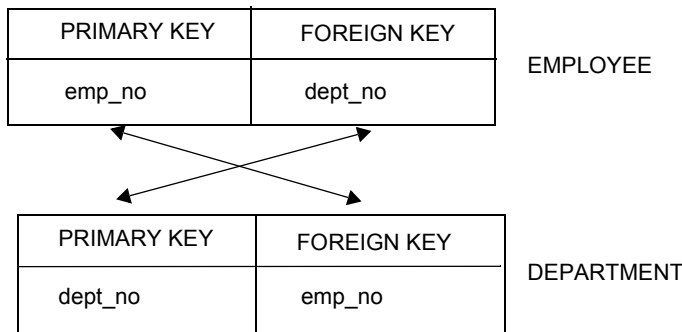 PRIMARY KEY FOREIGN KEY
EMPLOYEE
emp_no dept_no
PRIMARY KEY FOREIGN KEY
DEPARTMENT
dept_no emp_no